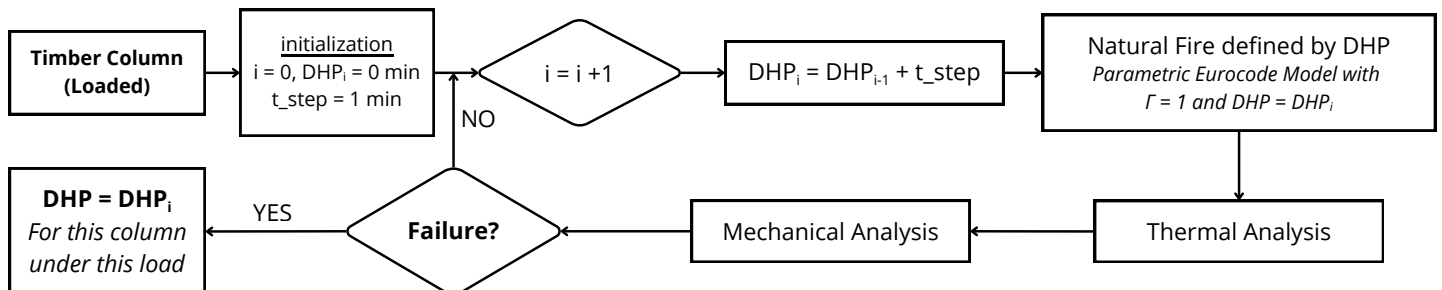 Timber Column
(Loaded)
initialization
i = 0, DHPᵢ = 0 min
t_step = 1 min
i = i +1
DHPᵢ = DHPᵢ₋₁ + t_step
Natural Fire defined by DHP
Parametric Eurocode Model with
Γ = 1 and DHP = DHPᵢ
Thermal Analysis
Mechanical Analysis
Failure?
NO
YES
DHP = DHPᵢ
For this column
under this load